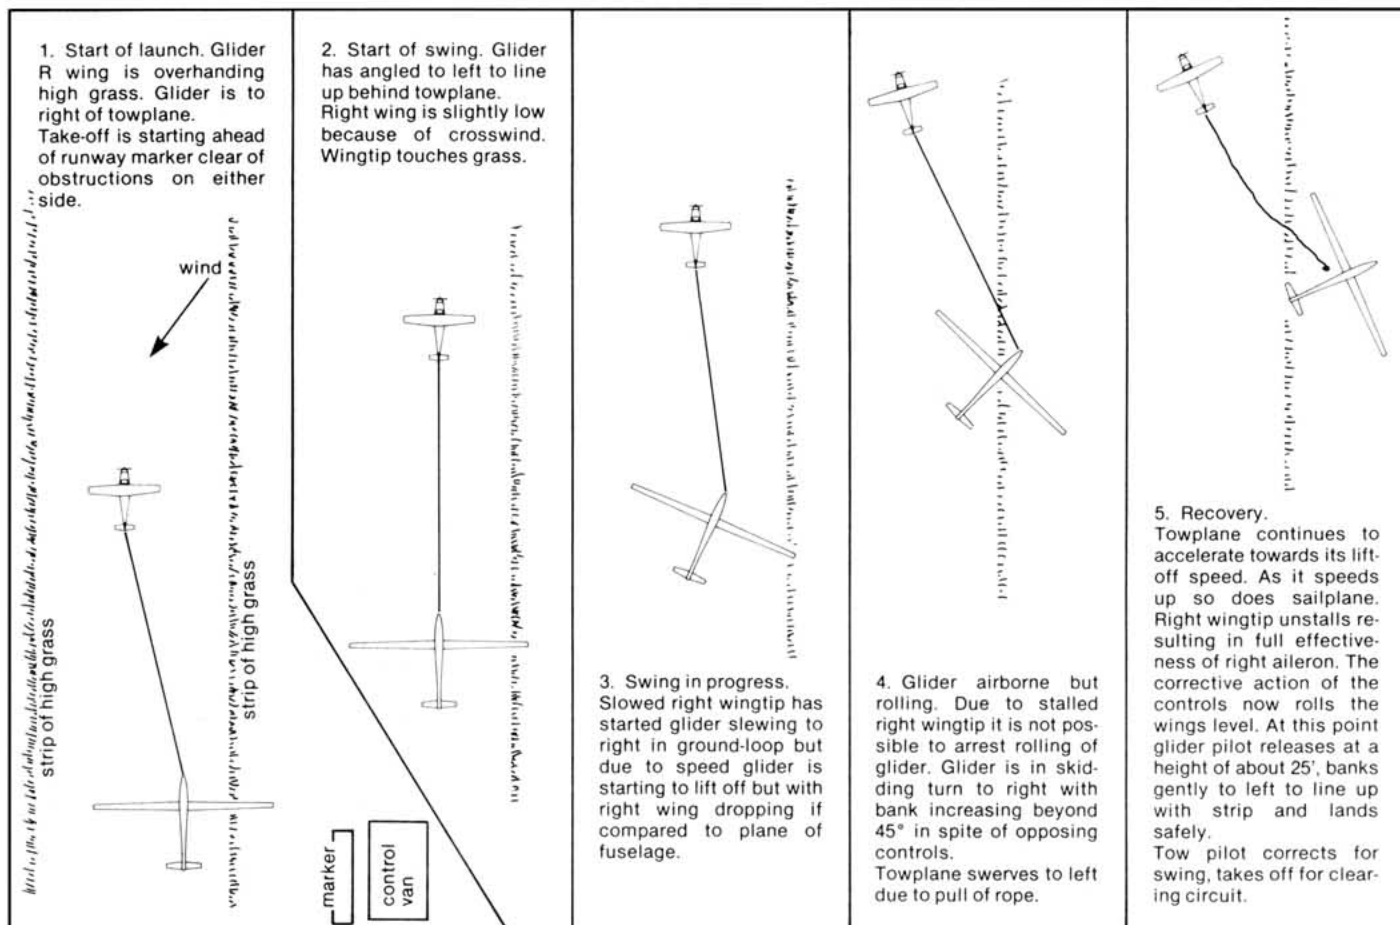 1. Start of launch. Glider
R wing is overhanding
high grass. Glider is to
right of towplane.
Take-off is starting ahead
of runway marker clear of
obstructions on either
side.
wind
strip of high grass
strip of high grass
2. Start of swing. Glider
has angled to left to line
up behind towplane.
Right wing is slightly low
because of crosswind.
Wingtip touches grass.
marker
control
van
3. Swing in progress.
Slowed right wingtip has
started glider slewing to
right in ground-loop but
due to speed glider is
starting to lift off but with
right wing dropping if
compared to plane of
fuselage.
4. Glider airborne but
rolling. Due to stalled
right wingtip it is not pos-
sible to arrest rolling of
glider. Glider is in skid-
ding turn to right with
bank increasing beyond
45° in spite of opposing
controls.
Towplane swerves to left
due to pull of rope.
5. Recovery.
Towplane continues to
accelerate towards its lift-
off speed. As it speeds
up so does sailplane.
Right wingtip unstalls re-
sulting in full effective-
ness of right aileron. The
corrective action of the
controls now rolls the
wings level. At this point
glider pilot releases at a
height of about 25', banks
gently to left to line up
with strip and lands
safely.
Tow pilot corrects for
swing, takes off for clear-
ing circuit.